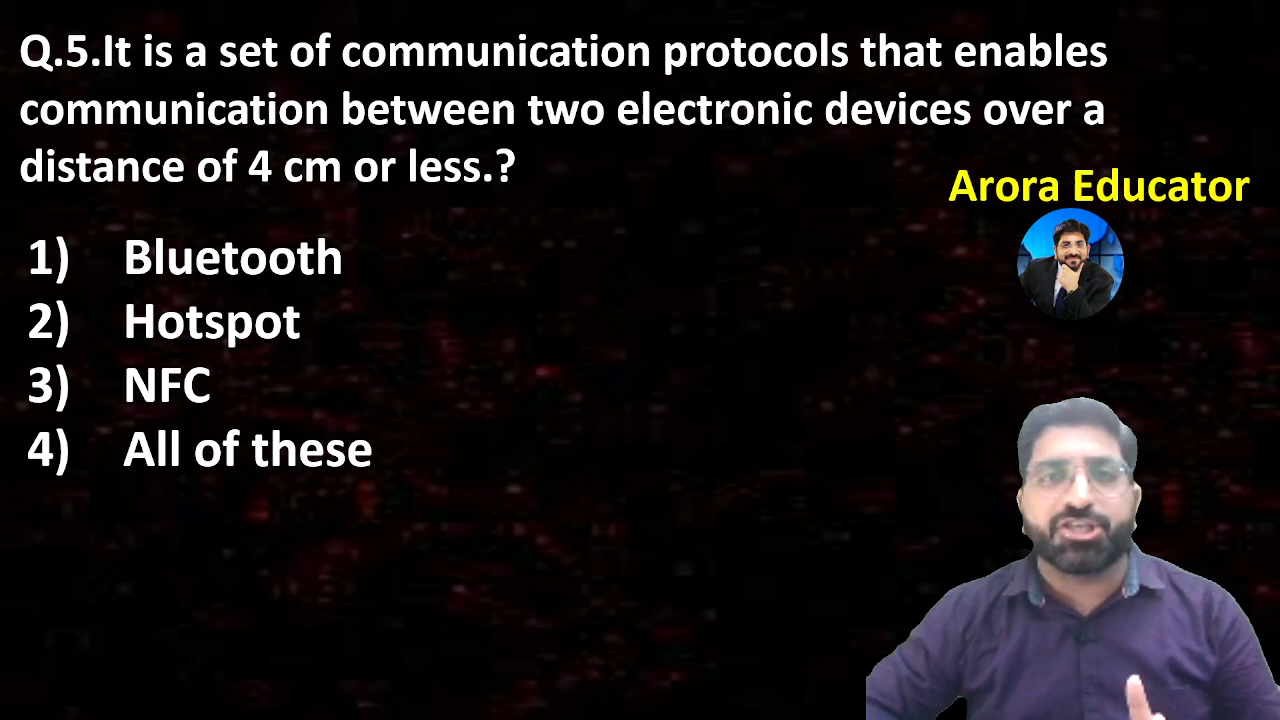 Q.5.It is a set of communication protocols that enables
communication between two electronic devices over a
distance of 4 cm or less.?
Arora Educator
1) Bluetooth
2) Hotspot
3) NFC
4) All of these